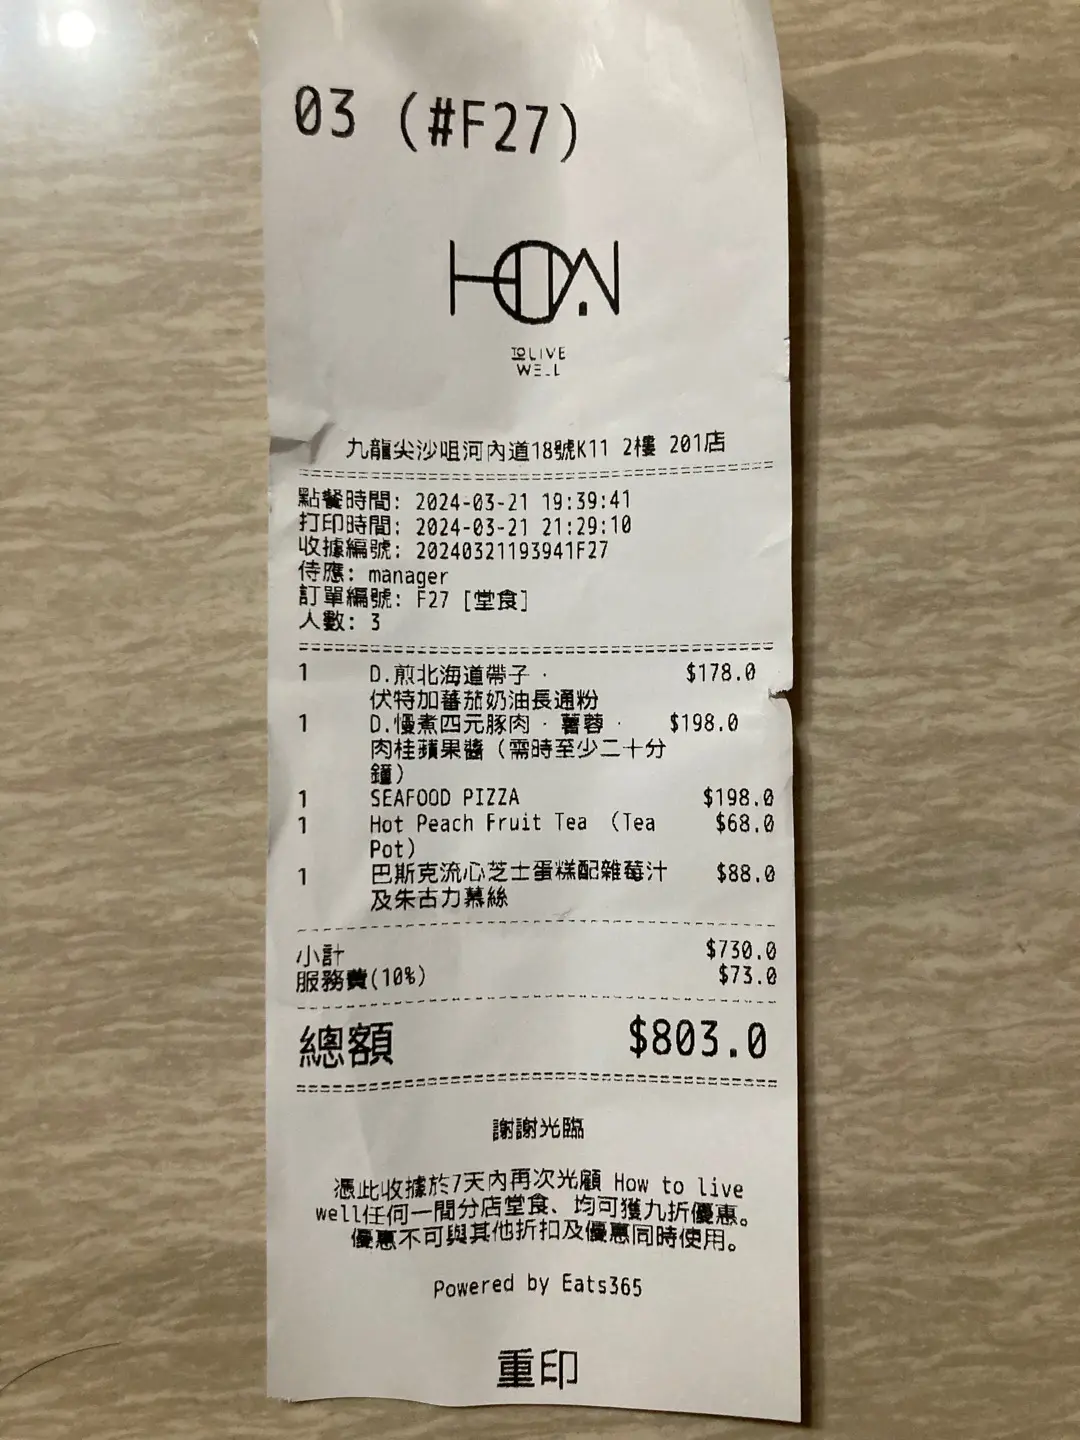 03 (#F27)
HOW
TO LIVE
WELL
九龍尖沙咀河內道18號K11 2樓 201店
點餐時間: 2024-03-21 19:39:41
打印時間: 2024-03-21 21:29:10
收據編號: 20240321193941F27
侍應: manager
訂單編號: F27 [堂食]
人數: 3
1 D.煎北海道帶子 · $178.0
伏特加蕃茄奶油長通粉
1 D.慢煮四元豚肉 · 薯蓉 · $198.0
肉桂蘋果醬（需時至少二十分
鐘）
1 SEAFOOD PIZZA $198.0
1 Hot Peach Fruit Tea （Tea $68.0
Pot）
1 巴斯克流心芝士蛋糕配雜莓汁 $88.0
及朱古力慕絲
小計 $730.0
服務費(10%) $73.0
總額 $803.0
謝謝光臨
憑此收據於7天內再次光顧 How to live
well任何一間分店堂食、均可獲九折優惠。
優惠不可與其他折扣及優惠同時使用。
Powered by Eats365
重印